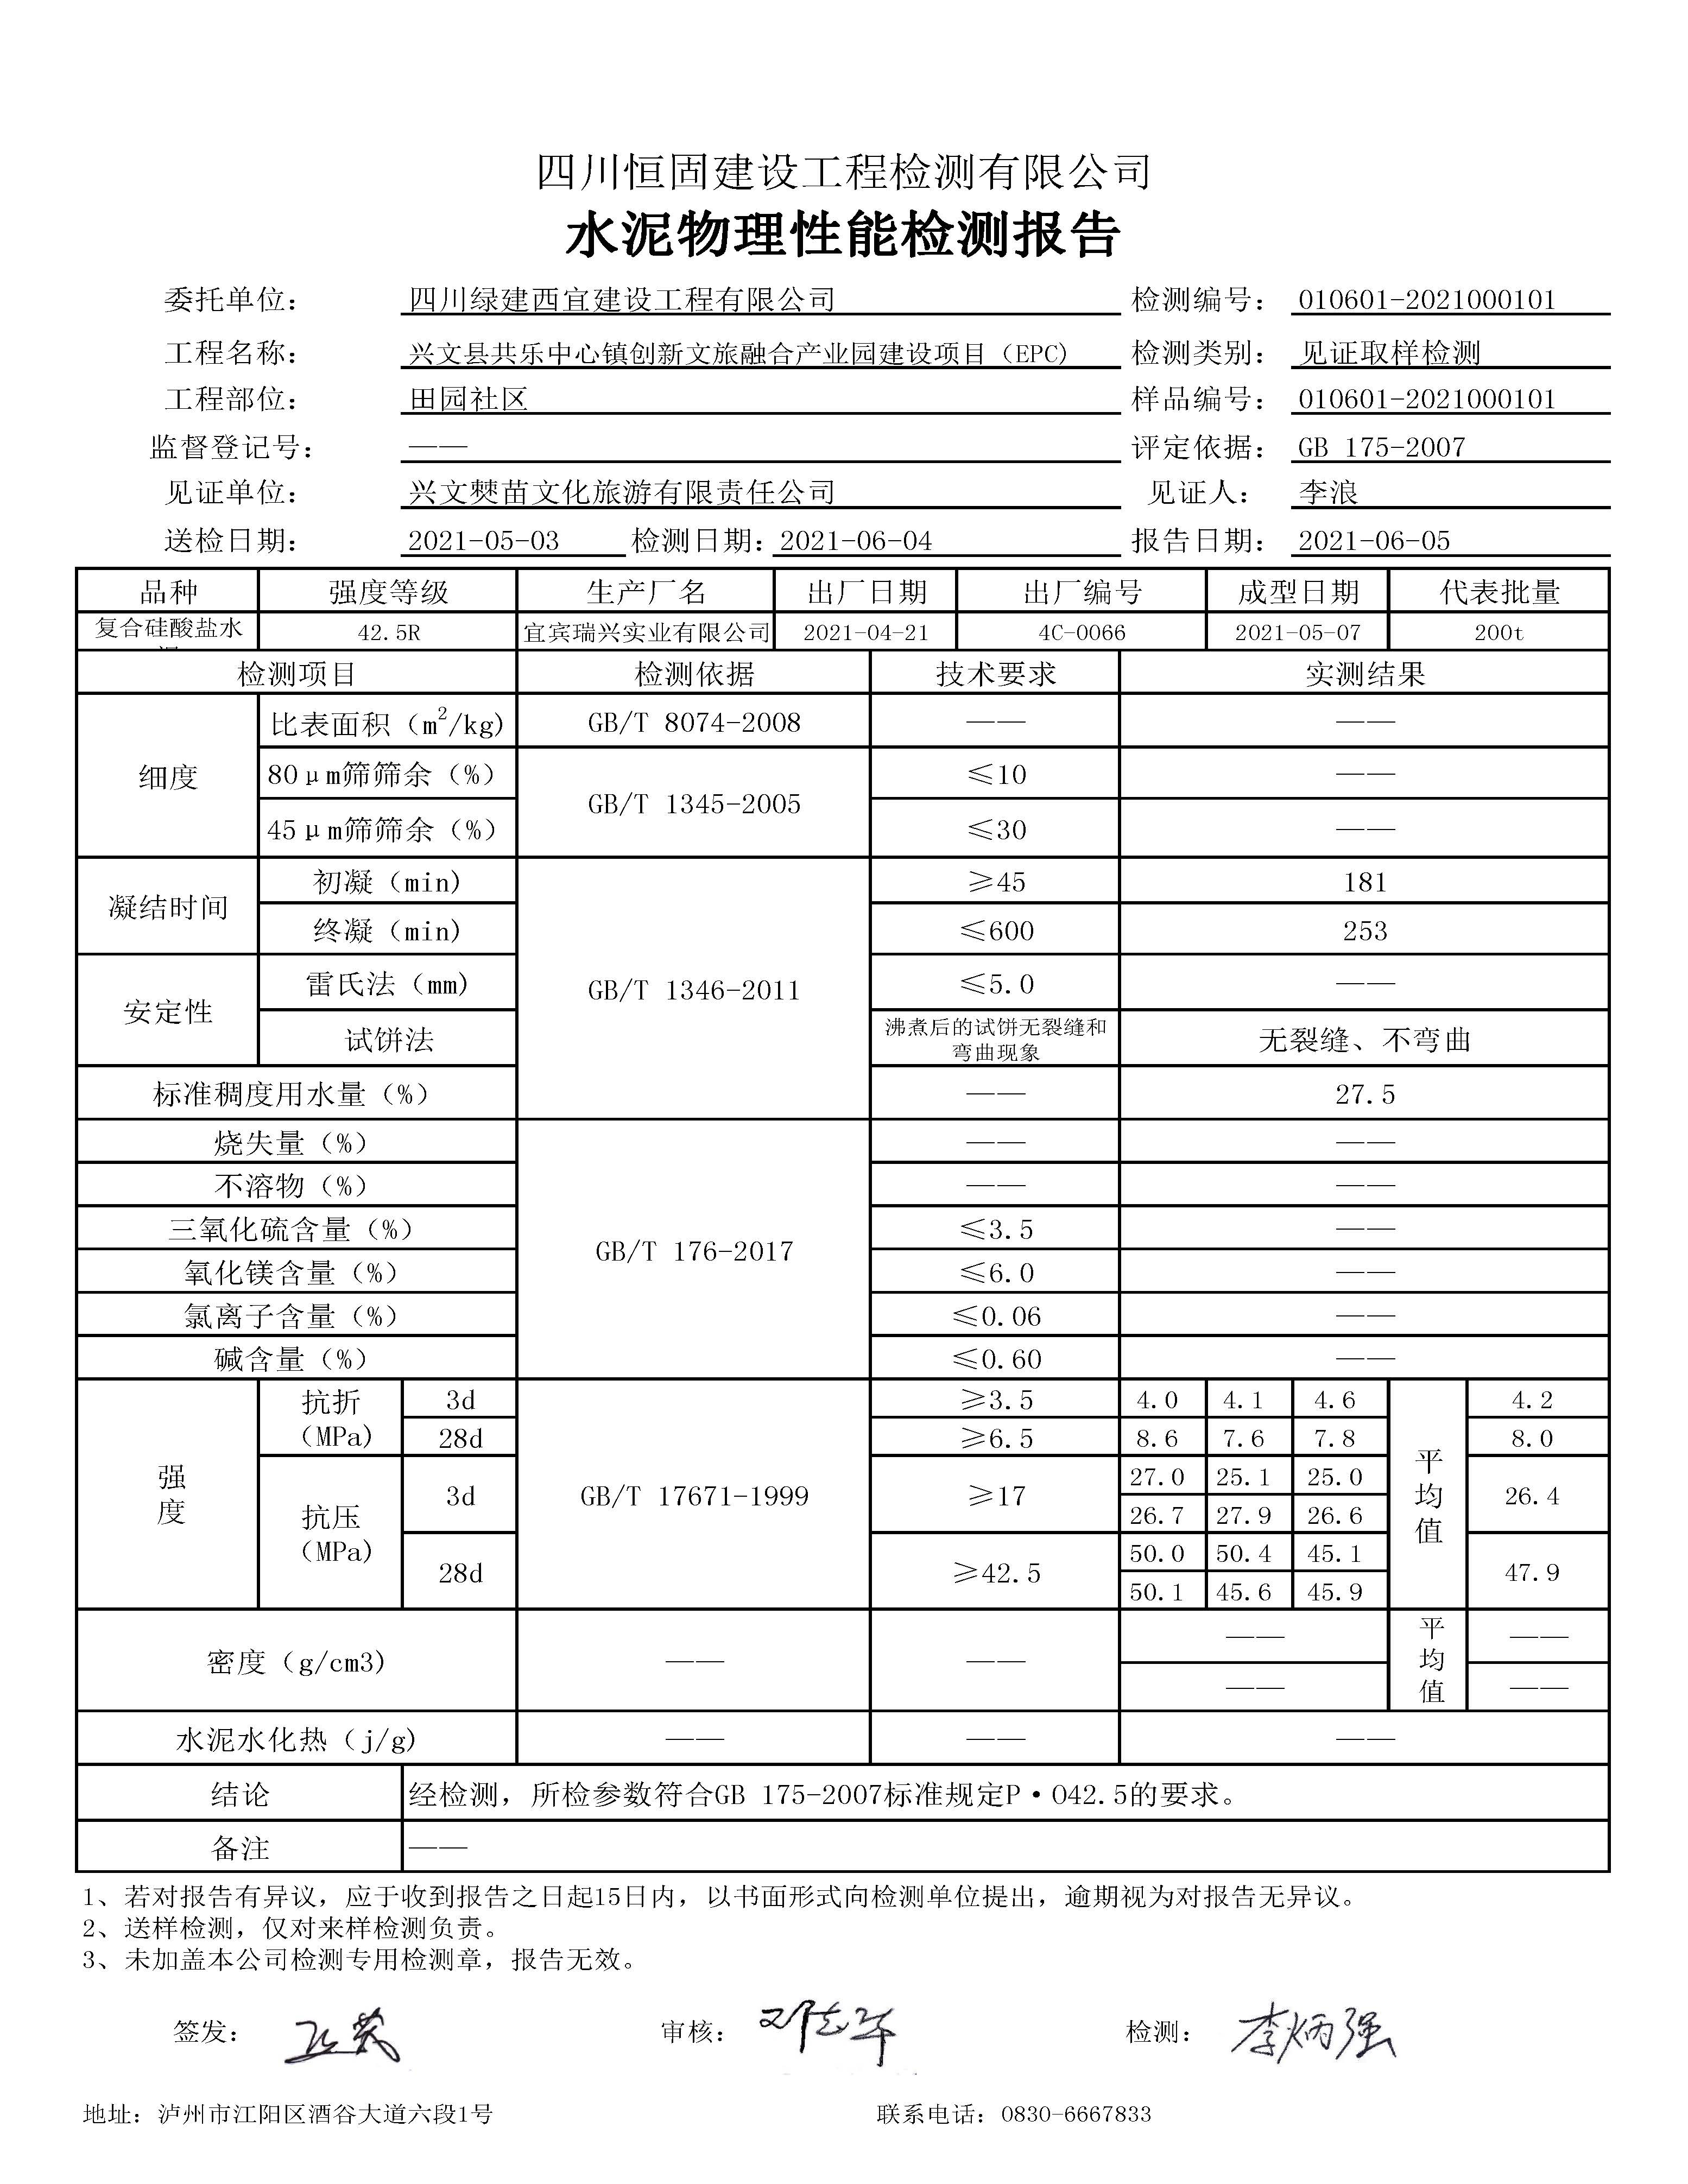 四川恒固建设工程检测有限公司
水泥物理性能检测报告
委托单位： 四川绿建西宜建设工程有限公司 检测编号： 010601-2021000101
工程名称： 兴文县共乐中心镇创新文旅融合产业园建设项目（EPC） 检测类别： 见证取样检测
工程部位： 田园社区 样品编号： 010601-2021000101
监督登记号： —— 评定依据： GB 175-2007
见证单位： 兴文僰苗文化旅游有限责任公司 见证人： 李浪
送检日期： 2021-05-03 检测日期： 2021-06-04 报告日期： 2021-06-05
品种 强度等级 生产厂名 出厂日期 出厂编号 成型日期 代表批量
复合硅酸盐水 42.5R 宜宾瑞兴实业有限公司 2021-04-21 4C-0066 2021-05-07 200t
检测项目 检测依据 技术要求 实测结果
细度 比表面积（m²/kg） GB/T 8074-2008 —— ——
80μm筛筛余（%） GB/T 1345-2005 ≤10 ——
45μm筛筛余（%） ≤30 ——
凝结时间 初凝（min） GB/T 1346-2011 ≥45 181
终凝（min） ≤600 253
安定性 雷氏法（mm） ≤5.0 ——
试饼法 沸煮后的试饼无裂缝和 无裂缝、不弯曲
弯曲现象
标准稠度用水量（%） —— 27.5
烧失量（%） GB/T 176-2017 —— ——
不溶物（%） —— ——
三氧化硫含量（%） ≤3.5 ——
氧化镁含量（%） ≤6.0 ——
氯离子含量（%） ≤0.06 ——
碱含量（%） ≤0.60 ——
强度 抗折（MPa） 3d GB/T 17671-1999 ≥3.5 4.0 4.1 4.6 平均值 4.2
28d ≥6.5 8.6 7.6 7.8 8.0
抗压（MPa） 3d ≥17 27.0 25.1 25.0 26.4
26.7 27.9 26.6
28d ≥42.5 50.0 50.4 45.1 47.9
50.1 45.6 45.9
密度（g/cm3） —— —— —— 平均值 ——
—— ——
水泥水化热（j/g） —— —— ——
结论 经检测，所检参数符合GB 175-2007标准规定P·O42.5的要求。
备注 ——
1、若对报告有异议，应于收到报告之日起15日内，以书面形式向检测单位提出，逾期视为对报告无异议。
2、送样检测，仅对来样检测负责。
3、未加盖本公司检测专用检测章，报告无效。
签发： 审核： 检测： 李炳强
地址：泸州市江阳区酒谷大道六段1号 联系电话：0830-6667833